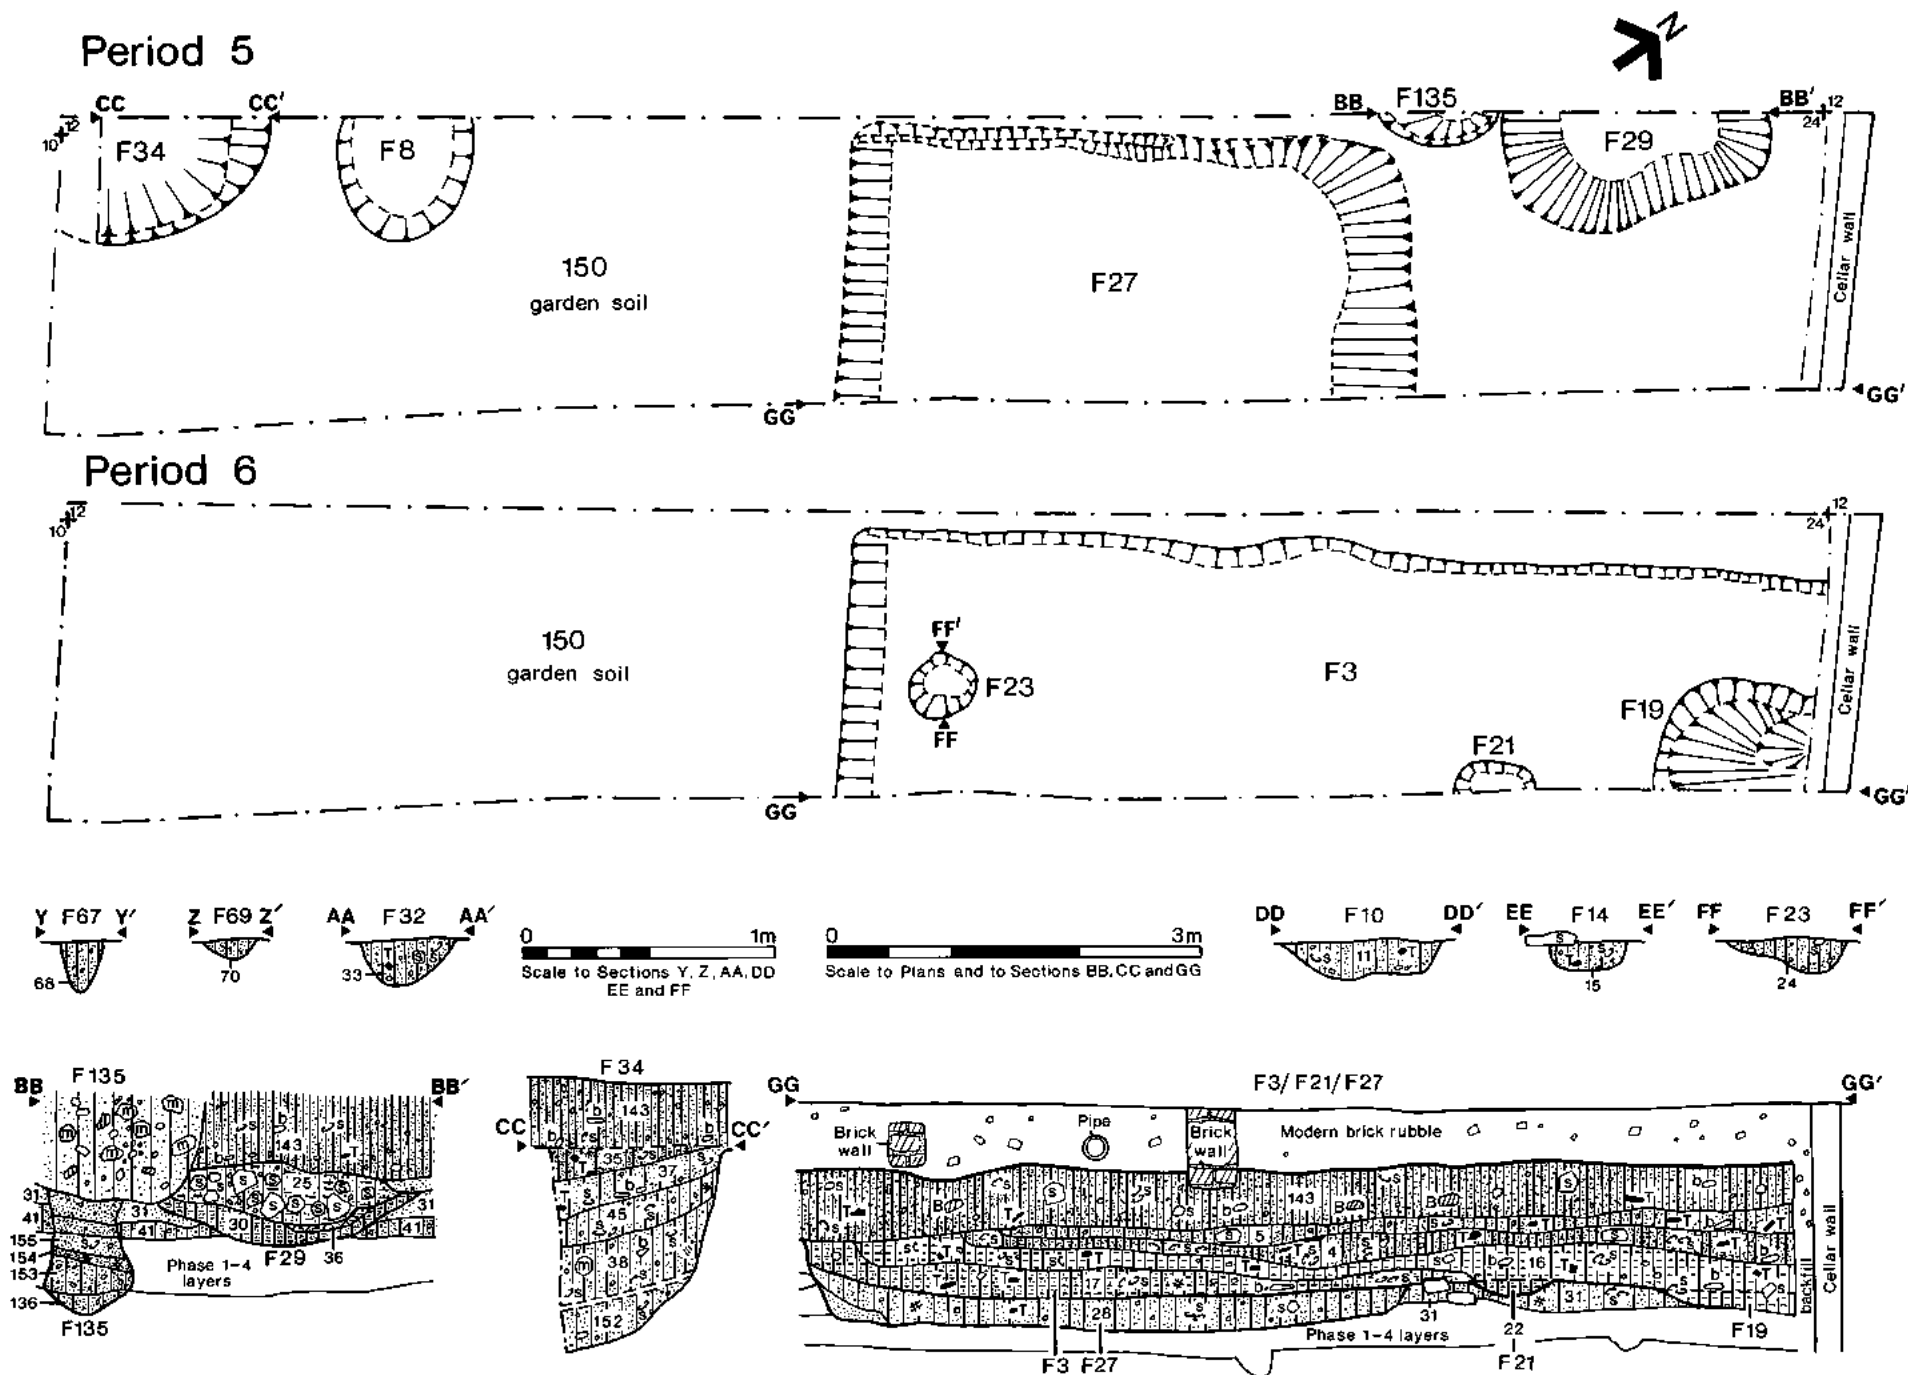 Period 5
N
CC CC′ BB F135 BB′ 12
10 12 24
F34 F8 F29
Cellar wall
150
garden soil
F27
GG GG′
Period 6
10 12 24 12
FF′
150
garden soil
F23 F3
F19
FF
F21
Cellar wall
GG GG′
Y F67 Y′ Z F69 Z′ AA F32 AA′
68 70 33
T s s
0 1m
Scale to Sections Y, Z, AA, DD
EE and FF
0 3m
Scale to Plans and to Sections BB, CC and GG
DD F10 DD′ EE F14 EE′ FF F23 FF′
11 15 24
BB F135 BB′
143
25
31 31 31
41 41 30 41
155
154
153
136
F29 36
Phase 1-4
layers
F135
F34
143
CC CC′
35 37
45
38
152
GG F3/F21/F27 GG′
Brick
wall
Pipe
Brick
wall
Modern brick rubble
143
5
4
16
17
28 31 31
backfill
Cellar wall
Phase 1-4 layers
22
F19
F3 F27 F21